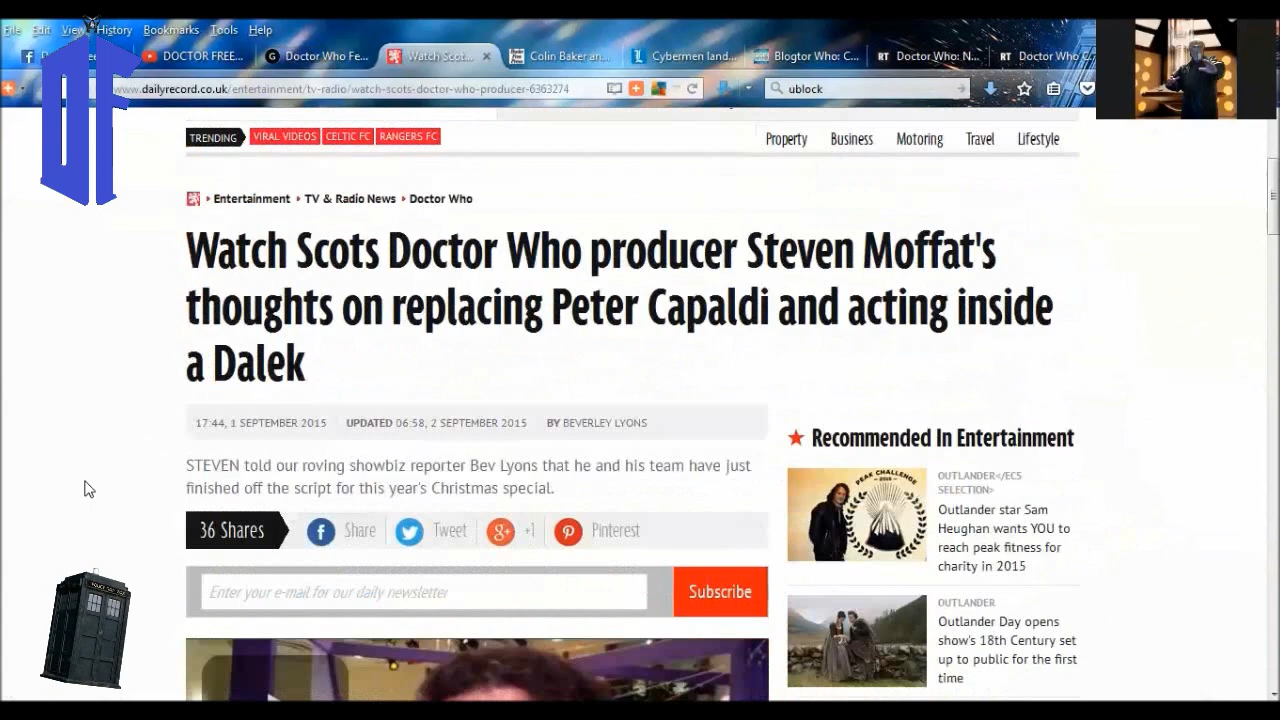 File Edit View History Bookmarks Tools Help
DOCTOR FREE...
Doctor Who Fe...
Watch Scot...
Colin Baker an...
Cybermen land...
Blogtor Who: C...
Doctor Who: N...
Doctor Who C
www.dailyrecord.co.uk/entertainment/tv-radio/watch-scots-doctor-who-producer-6363274
ublock
DF
TRENDING VIRAL VIDEOS CELTIC FC RANGERS FC
Property Business Motoring Travel Lifestyle
Entertainment TV & Radio News Doctor Who
Watch Scots Doctor Who producer Steven Moffat's
thoughts on replacing Peter Capaldi and acting inside
a Dalek
17:44, 1 SEPTEMBER 2015 UPDATED 06:58, 2 SEPTEMBER 2015 BY BEVERLEY LYONS
STEVEN told our roving showbiz reporter Bev Lyons that he and his team have just
finished on the script for this year's Christmas special.
36 Shares Share Tweet +1 Pinterest
Enter your e-mail for our daily newsletter Subscribe
Recommended In Entertainment
PEAK CHALLENGE
OUTLANDER</EC5
SELECTION>
Outlander star Sam
Heughan wants YOU to
reach peak fitness for
charity in 2015
OUTLANDER
Outlander Day opens
show's 18th Century set
up to public for the first
time